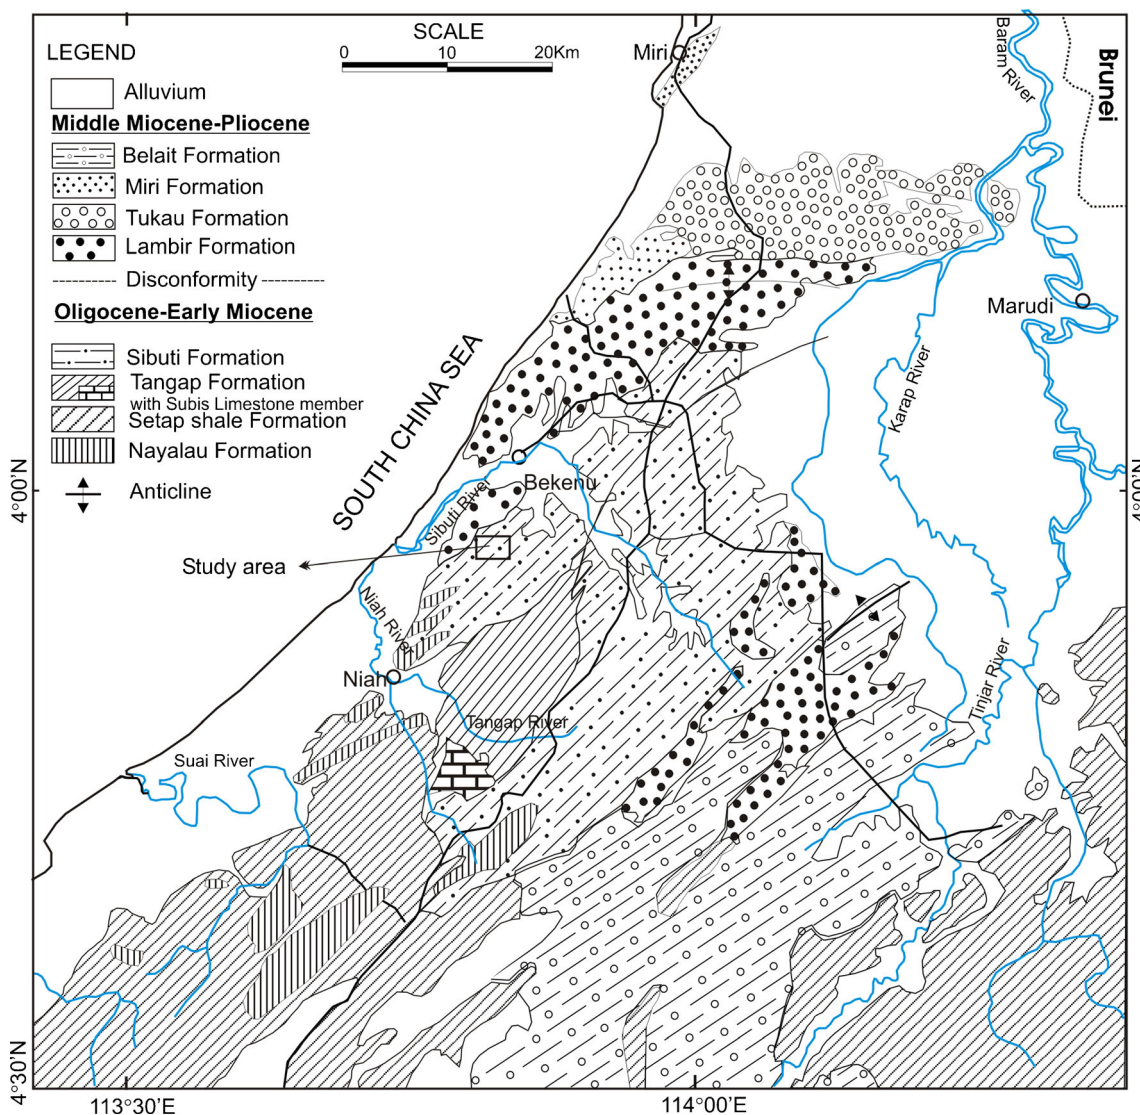 LEGEND
SCALE
0 10 20Km
Alluvium
Middle Miocene-Pliocene
Belait Formation
Miri Formation
Tukau Formation
Lambir Formation
Disconformity
Oligocene-Early Miocene
Sibuti Formation
Tangap Formation
with Subis Limestone member
Setap shale Formation
Nayalau Formation
Anticline
Study area
Miri
Baram River
Brunei
Marudi
SOUTH CHINA SEA
Karap River
Bekenu
Sibuti River
Niah River
Niah
Tangap River
Tinjar River
Suai River
4°00'N
4°00'N
4°30'N
113°30'E
114°00'E